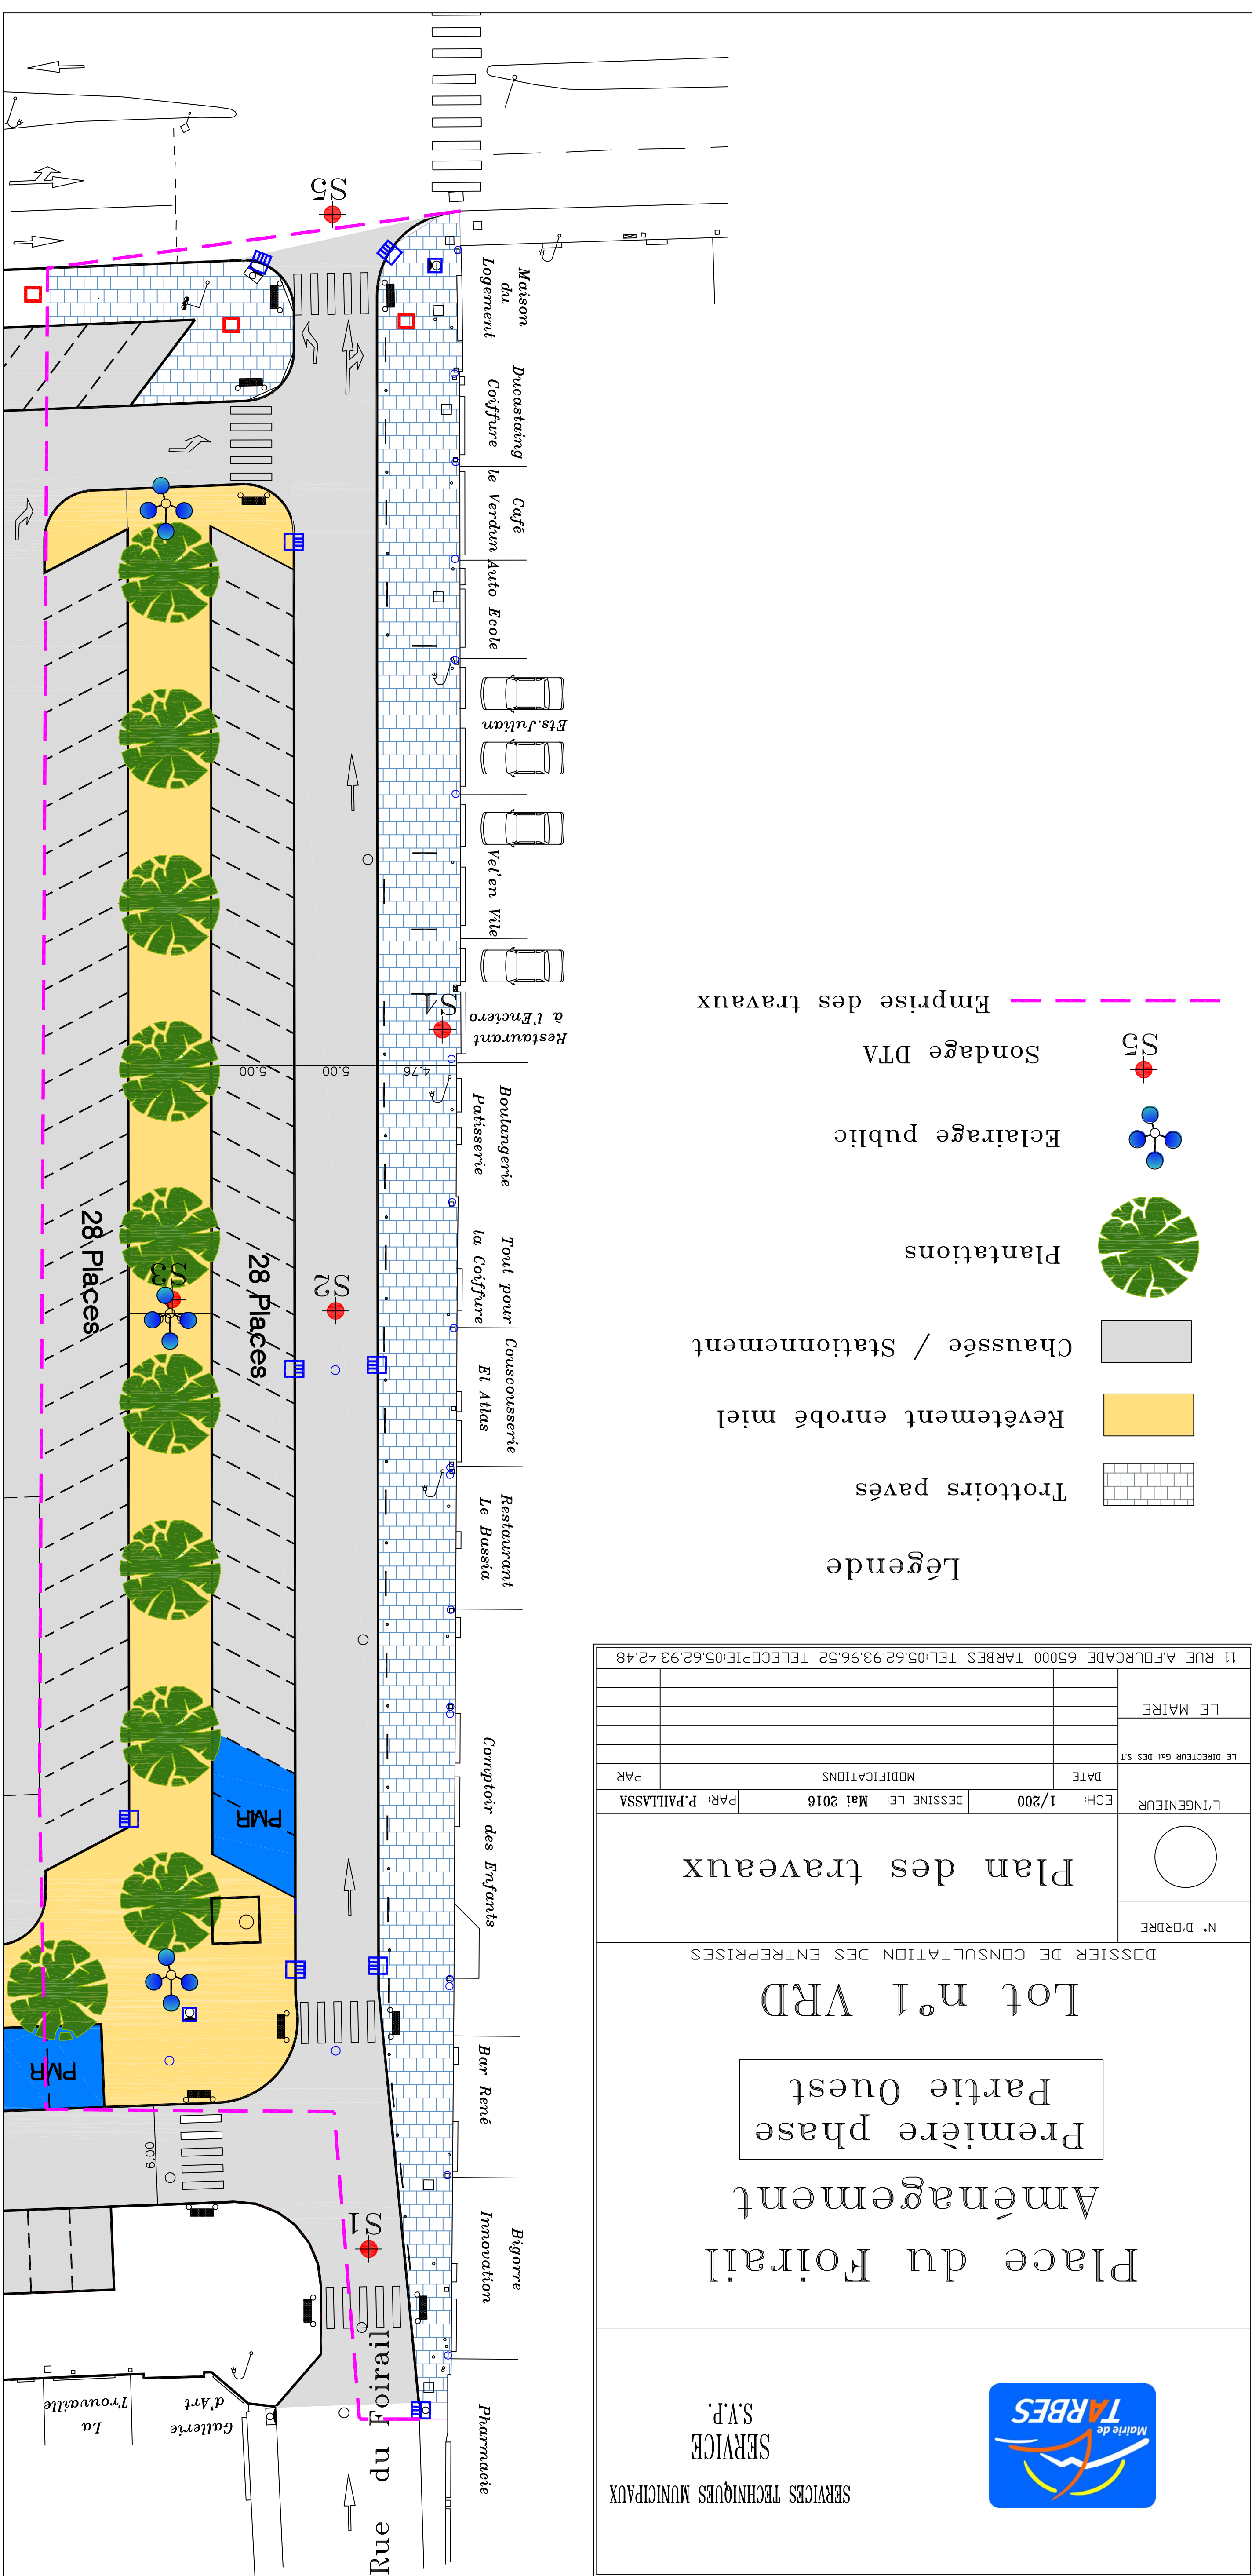 Mairie de
TARBES
SERVICES TECHNIQUES MUNICIPAUX
SERVICE
S.V.P.
Place du Foirail
Aménagement
Première phase
Partie Ouest
Lot n°1 VRD
DOSSIER DE CONSULTATION DES ENTREPRISES
N° D'ORDRE
Plan des traveaux
L'INGENIEUR
ECH: 1/200
DESSINE LE: Mai 2016
PAR: P.PAILLASSA
DATE
MODIFICATIONS
PAR
LE DIRECTEUR Gal DES S.T
LE MAIRE
11 RUE A.FOURCADE 65000 TARBES TEL:05.62.93.96.52 TELECOPIE:05.62.93.42.48
Légende
Trottoirs pavés
Revêtement enrobé miel
Chaussée / Stationnement
Plantations
Eclairage public
S5
Sondage DTA
Emprise des travaux
S5
Maison
du
Logement
Ducastaing
Coiffure
Café
le Verdun
Auto Ecole
Ets.Julian
Vel'en Vile
S4
Restaurant
à l'Enciero
5.00
5.00
4.76
Boulangerie
Patisserie
Tout pour
la Coiffure
28 Places
28 Places
S3
S2
Couscousserie
El Atlas
Restaurant
Le Bassia
Comptoir des Enfants
PMR
PMR
Bar René
6.00
S1
Bigorre
Innovation
Rue du Foirail
La
Trouvaille
Gallerie
d'Art
Pharmacie